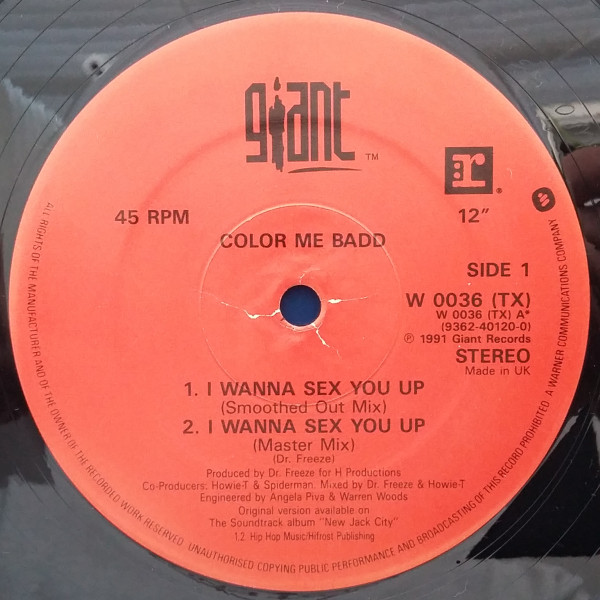 giant ™
r ®
45 RPM
12"
COLOR ME BADD
SIDE 1
W 0036 (TX)
W 0036 (TX) A*
(9362-40120-0)
℗ 1991 Giant Records
STEREO
Made in UK
1. I WANNA SEX YOU UP
(Smoothed Out Mix)
2. I WANNA SEX YOU UP
(Master Mix)
(Dr. Freeze)
Produced by Dr. Freeze for H Productions
Co-Producers: Howie-T & Spiderman. Mixed by Dr. Freeze & Howie-T
Engineered by Angela Piva & Warren Woods
Original version available on
The Soundtrack album "New Jack City"
1.2. Hip Hop Music/Hifrost Publishing
ALL RIGHTS OF THE MANUFACTURER AND OF THE OWNER OF THE RECORDED WORK RESERVED. UNAUTHORISED COPYING PUBLIC PERFORMANCE AND BROADCASTING OF THIS RECORD PROHIBITED. A WARNER COMMUNICATIONS COMPANY